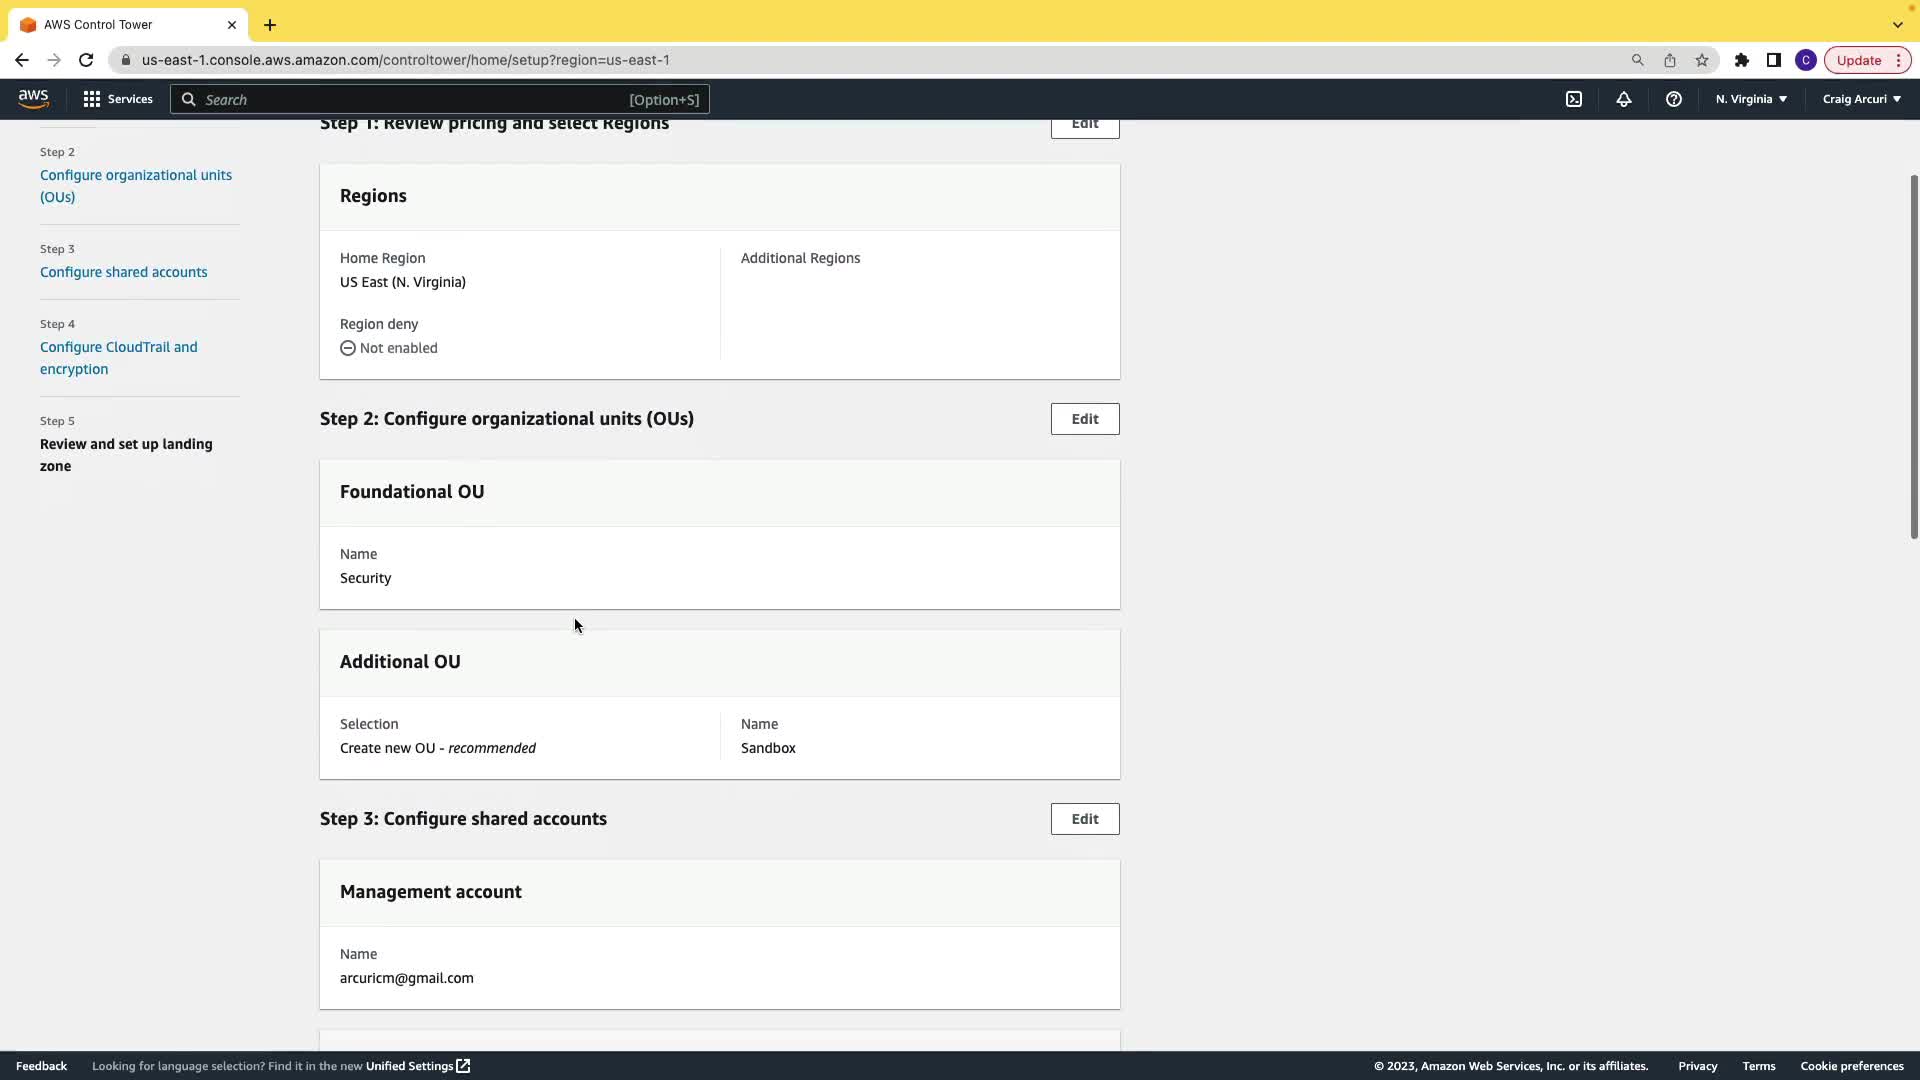 AWS Control Tower
us-east-1.console.aws.amazon.com/controltower/home/setup?region=us-east-1
C
Update
aws
Services
Search
[Option+S]
N. Virginia
Craig Arcuri
Step 2
Configure organizational units
(OUs)
Step 3
Configure shared accounts
Step 4
Configure CloudTrail and
encryption
Step 5
Review and set up landing
zone
Step 1: Review pricing and select Regions
Edit
Regions
Home Region
US East (N. Virginia)
Additional Regions
Region deny
Not enabled
Step 2: Configure organizational units (OUs)
Edit
Foundational OU
Name
Security
Additional OU
Selection
Create new OU - recommended
Name
Sandbox
Step 3: Configure shared accounts
Edit
Management account
Name
arcuricm@gmail.com
Feedback
Looking for language selection? Find it in the new Unified Settings
© 2023, Amazon Web Services, Inc. or its affiliates.
Privacy
Terms
Cookie preferences